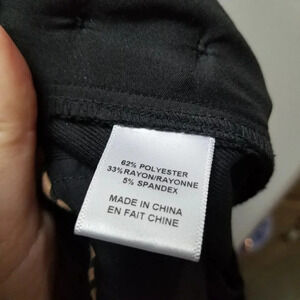 62% POLYESTER
33% RAYON/RAYONNE
5% SPANDEX
MADE IN CHINA
EN FAIT CHINE